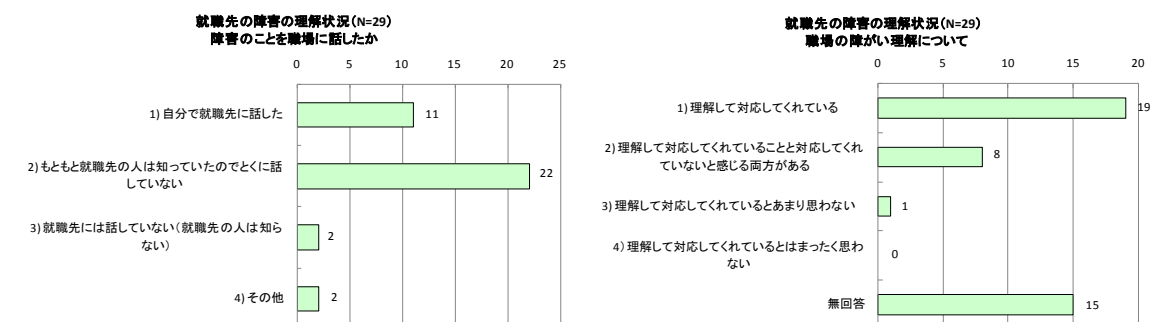 就職先の障害の理解状況(N=29)
障害のことを職場に話したか
0 5 10 15 20 25
1)自分で就職先に話した 11
2)もともと就職先の人は知っていたのでとくに話
していない 22
3)就職先には話していない(就職先の人は知ら
ない) 2
4)その他 2
就職先の障害の理解状況(N=29)
職場の障がい理解について
0 5 10 15 20
1)理解して対応してくれている 19
2)理解して対応してくれていることと対応してくれ
ていないと感じる両方がある 8
3)理解して対応してくれているとあまり思わない 1
4)理解して対応してくれているとはまったく思わ
ない 0
無回答 15